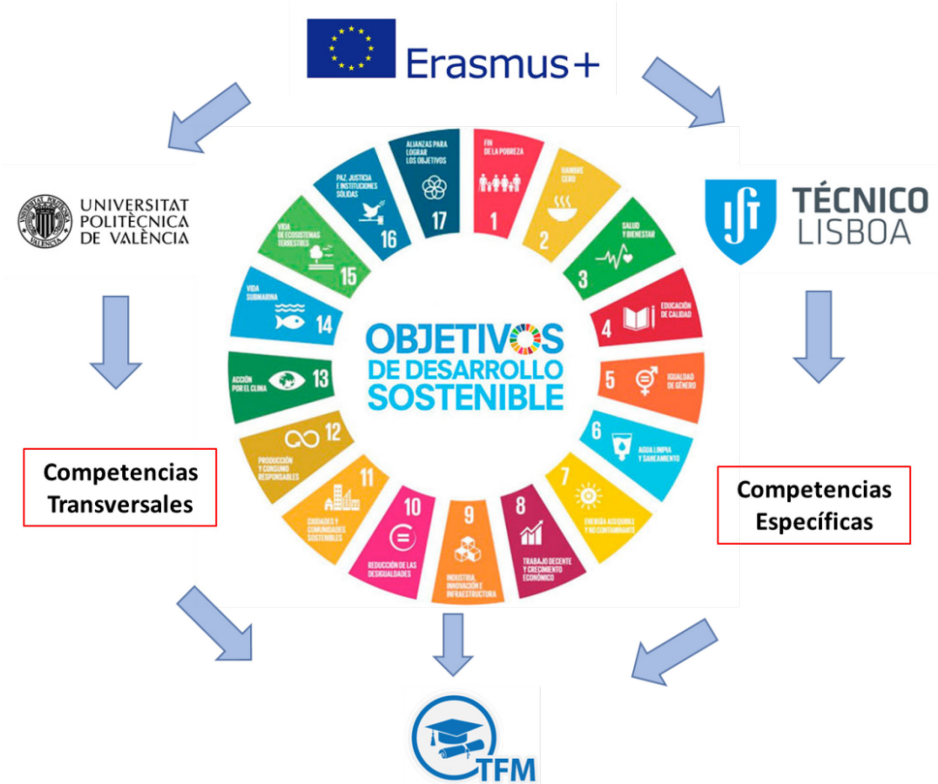 Erasmus+
UNIVERSITAT
POLITÈCNICA
DE VALÈNCIA
TÉCNICO
LISBOA
OBJETIVOS
DE DESARROLLO
SOSTENIBLE
FIN
DE LA POBREZA
1
HAMBRE
CERO
2
SALUD
Y BIENESTAR
3
EDUCACIÓN
DE CALIDAD
4
IGUALDAD
DE GÉNERO
5
AGUA LIMPIA
Y SANEAMIENTO
6
ENERGÍA ASEQUIBLE
Y NO CONTAMINANTE
7
TRABAJO DECENTE
Y CRECIMIENTO
ECONÓMICO
8
INDUSTRIA,
INNOVACIÓN E
INFRAESTRUCTURA
9
REDUCCIÓN DE LAS
DESIGUALDADES
10
CIUDADES Y
COMUNIDADES
SOSTENIBLES
11
PRODUCCIÓN
Y CONSUMO
RESPONSABLES
12
ACCIÓN
POR EL CLIMA
13
VIDA
SUBMARINA
14
VIDA
DE ECOSISTEMAS
TERRESTRES
15
PAZ, JUSTICIA
E INSTITUCIONES
SÓLIDAS
16
ALIANZAS PARA
LOGRAR
LOS OBJETIVOS
17
Competencias
Transversales
Competencias
Específicas
TFM